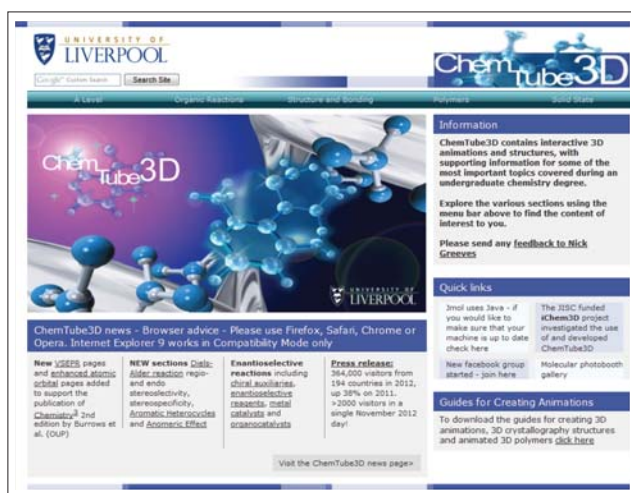 UNIVERSITY OF
LIVERPOOL
Google Custom Search
Search Site
ChemTube3D
A Level
Organic Reactions
Structure and Bonding
Polymers
Solid State
ChemTube3D
UNIVERSITY OF
LIVERPOOL
ChemTube3D news - Browser advice - Please use Firefox, Safari, Chrome or
Opera. Internet Explorer 9 works in Compatibility Mode only
New VSEPR pages
and enhanced atomic
orbital pages added
to support the
publication of
Chemistry3 2nd
edition by Burrows et
al. (OUP)
NEW sections Diels-
Alder reaction regio-
and endo
stereoslectivity,
stereospecificity,
Aromatic Heterocycles
and Anomeric Effect
Enantioselective
reactions including
chiral auxiliaries,
enantioselective
reagents, metal
catalysts and
organocatalysts
Press release:
364,000 visitors from
194 countries in 2012,
up 38% on 2011.
>2000 visitors in a
single November 2012
day!
Visit the ChemTube3D news page>
Information
ChemTube3D contains interactive 3D
animations and structures, with
supporting information for some of the
most important topics covered during an
undergraduate chemistry degree.
Explore the various sections using the
menu bar above to find the content of
interest to you.
Please send any feedback to Nick
Greeves
Quick links
Jmol uses Java - if
you would like to
make sure that your
machine is up to date
check here
The JISC funded
iChem3D project
investigated the use
of and developed
ChemTube3D
New facebook group
started - join here
Molecular photobooth
gallery
Guides for Creating Animations
To download the guides for creating 3D
animations, 3D crystallography structures
and animated 3D polymers click here